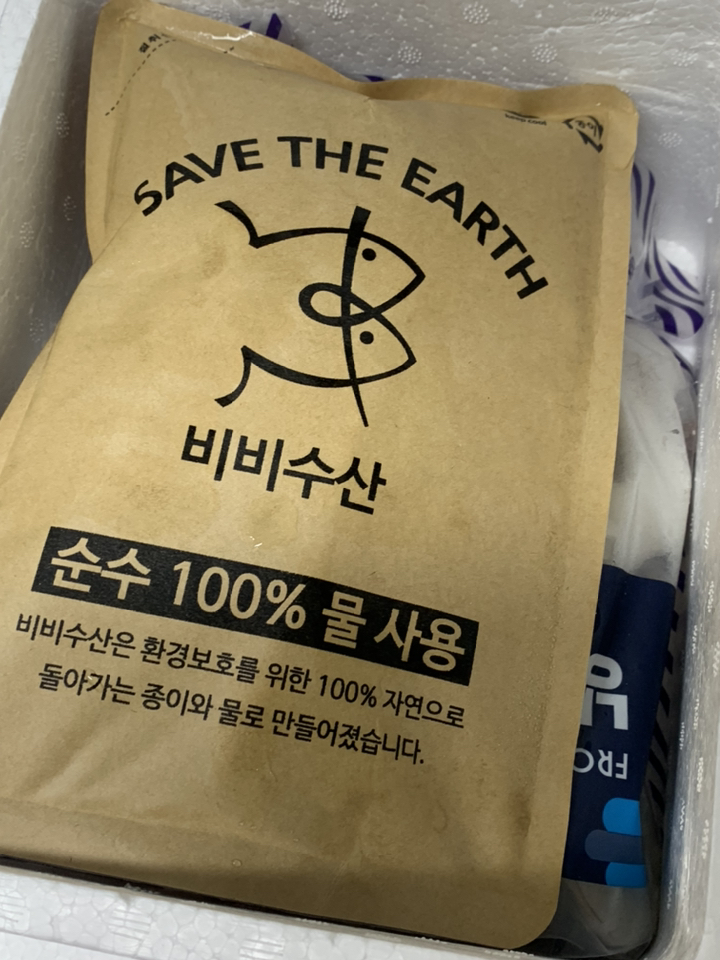 SAVE THE EARTH
비비수산
순수 100% 물 사용
비비수산은 환경보호를 위한 100% 자연으로
돌아가는 종이와 물로 만들어졌습니다.
FRO